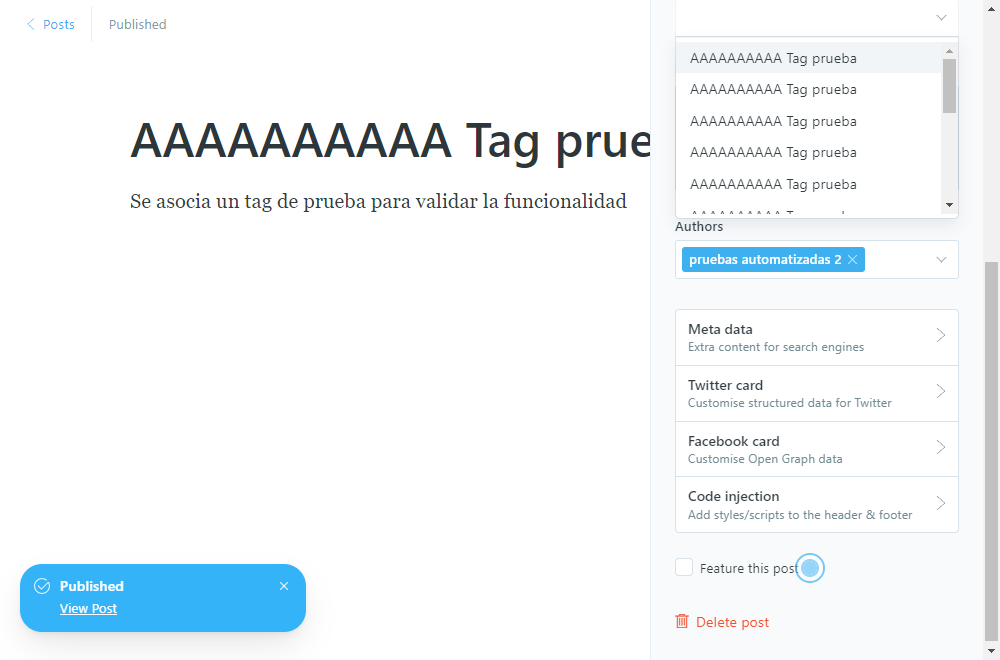 Posts
Published
AAAAAAAAAA Tag prue
Se asocia un tag de prueba para validar la funcionalidad
AAAAAAAAAA Tag prueba
AAAAAAAAAA Tag prueba
AAAAAAAAAA Tag prueba
AAAAAAAAAA Tag prueba
AAAAAAAAAA Tag prueba
Authors
pruebas automatizadas 2
Meta data
Extra content for search engines
Twitter card
Customise structured data for Twitter
Facebook card
Customise Open Graph data
Code injection
Add styles/scripts to the header & footer
Feature this post
Delete post
Published
View Post